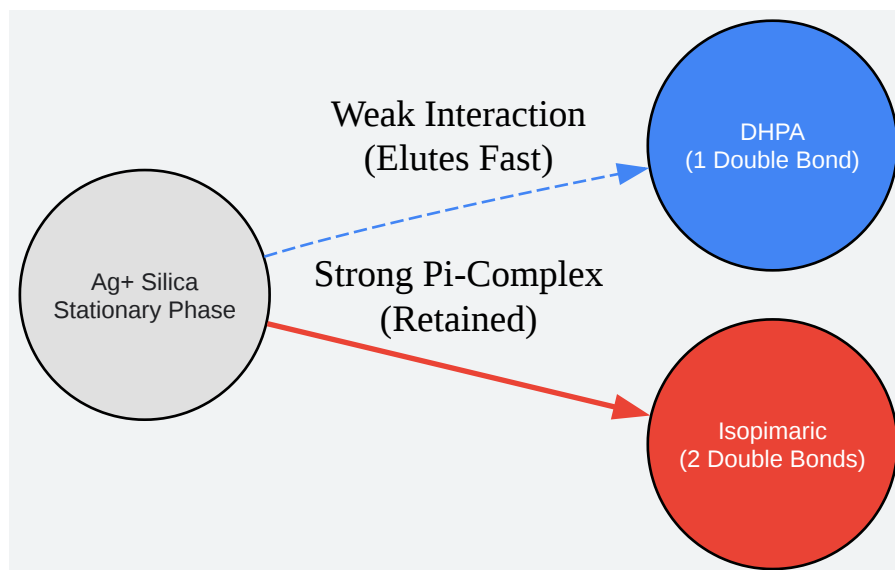 Weak Interaction
(Elutes Fast)
DHPA
(1 Double Bond)
Ag+ Silica
Stationary Phase
Strong Pi-Complex
(Retained)
Isopimaric
(2 Double Bonds)